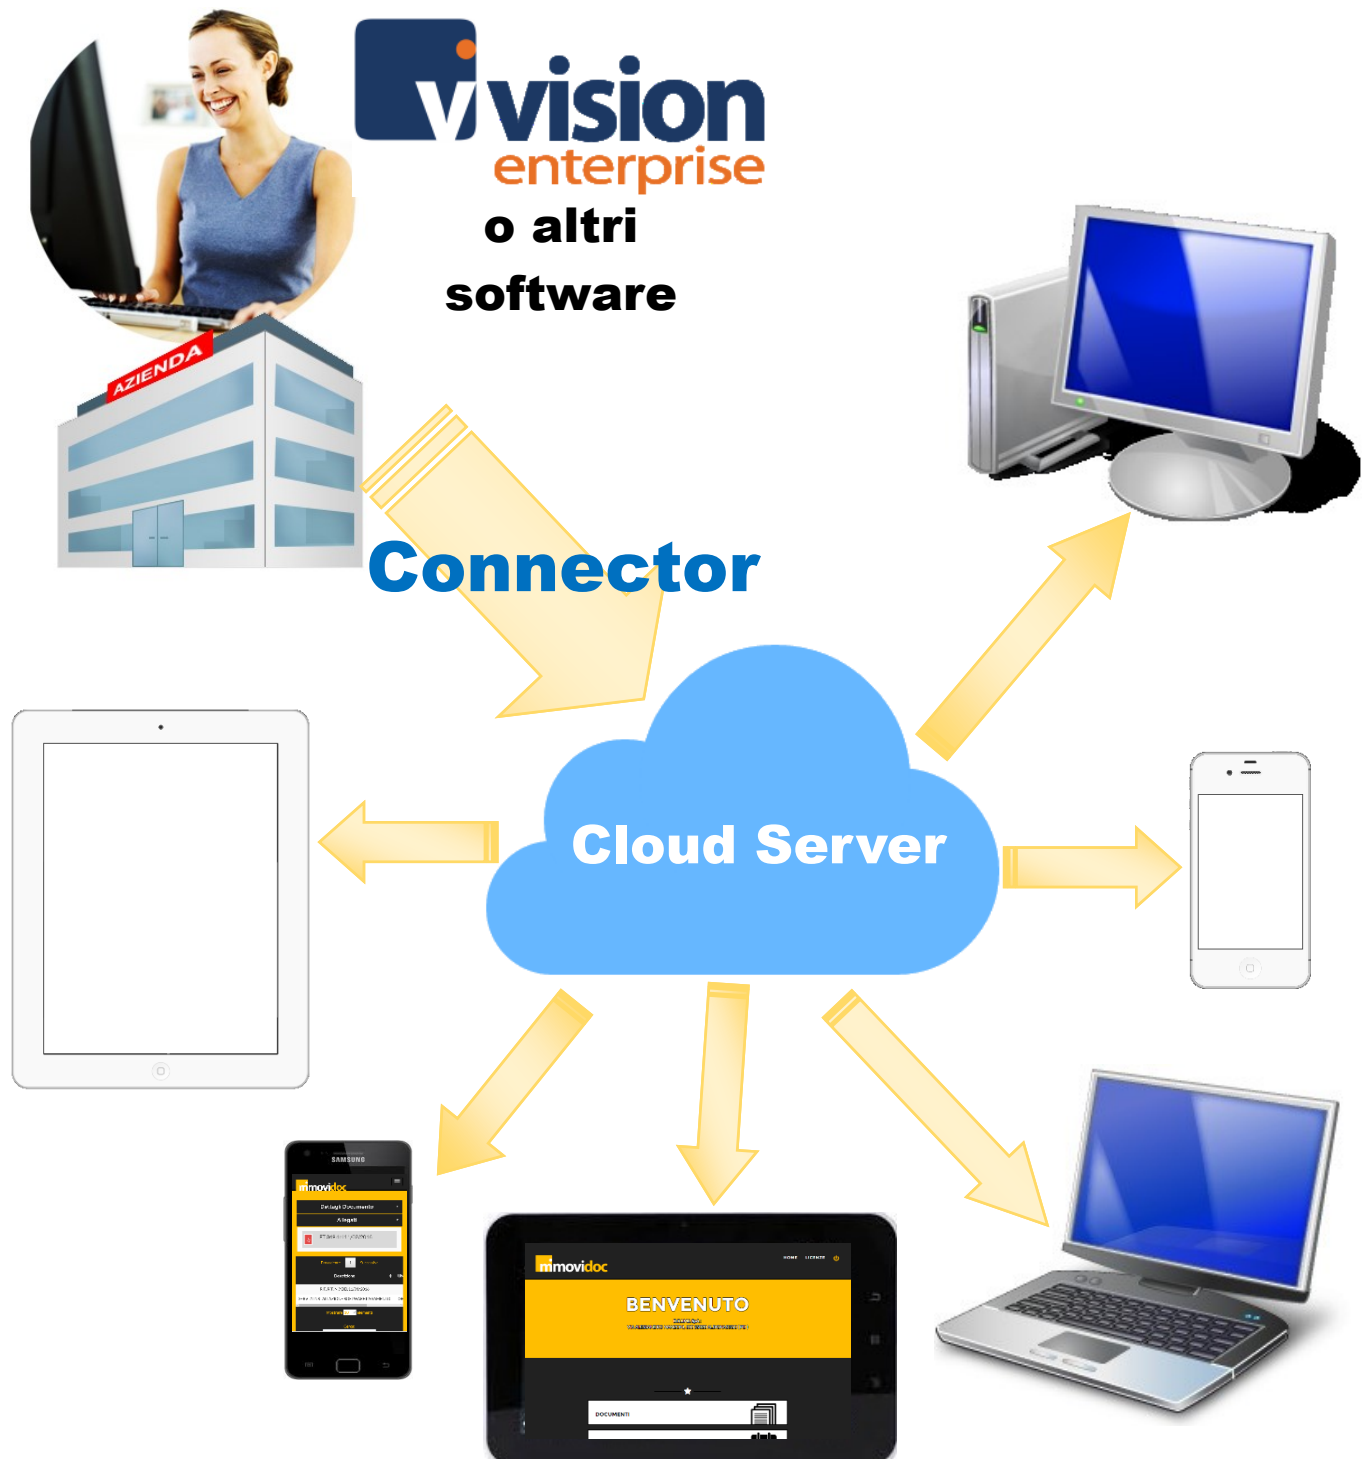 vision
enterprise
o altri
software
AZIENDA
Connector
Cloud Server
SAMSUNG
movidoc
Dettagli Documento
Allegati
movidoc
HOME LICENZE
BENVENUTO
DOCUMENTI